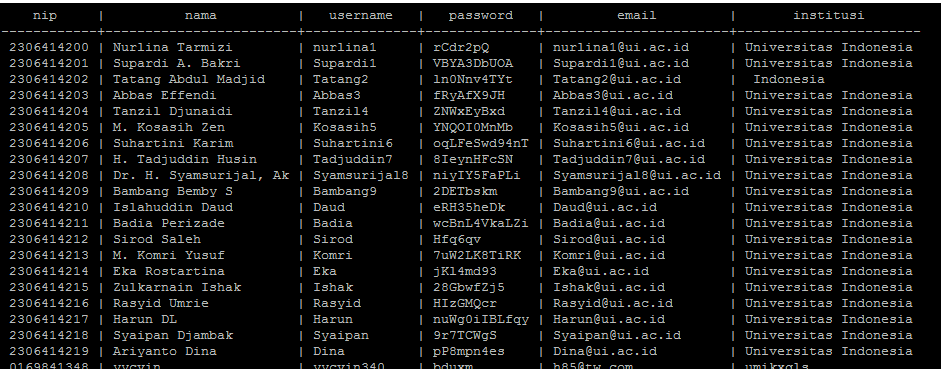 nip | nama | username | password | email | institusi
2306414200 | Nurlina Tarmizi | nurlina1 | rCdr2pQ | nurlina1@ui.ac.id | Universitas Indonesia
2306414201 | Supardi A. Bakri | Supardi1 | VBYA3DbUOA | Supardi1@ui.ac.id | Universitas Indonesia
2306414202 | Tatang Abdul Madjid | Tatang2 | ln0Nnv4TYt | Tatang2@ui.ac.id | Indonesia
2306414203 | Abbas Effendi | Abbas3 | fRyAfX9JH | Abbas3@ui.ac.id | Universitas Indonesia
2306414204 | Tanzil Djunaidi | Tanzil4 | ZNWxEyBxd | Tanzil4@ui.ac.id | Universitas Indonesia
2306414205 | M. Kosasih Zen | Kosasih5 | YNQOI0MnMb | Kosasih5@ui.ac.id | Universitas Indonesia
2306414206 | Suhartini Karim | Suhartini6 | oqLFeSwd94nT | Suhartini6@ui.ac.id | Universitas Indonesia
2306414207 | H. Tadjuddin Husin | Tadjuddin7 | 8IeynHFcSN | Tadjuddin7@ui.ac.id | Universitas Indonesia
2306414208 | Dr. H. Syamsurijal, Ak | Syamsurijal8 | niyIY5FaPLi | Syamsurijal8@ui.ac.id | Universitas Indonesia
2306414209 | Bambang Bemby S | Bambang9 | 2DETbskm | Bambang9@ui.ac.id | Universitas Indonesia
2306414210 | Islahuddin Daud | Daud | eRH35heDk | Daud@ui.ac.id | Universitas Indonesia
2306414211 | Badia Perizade | Badia | wcBnL4VkaLZi | Badia@ui.ac.id | Universitas Indonesia
2306414212 | Sirod Saleh | Sirod | Hfq6qv | Sirod@ui.ac.id | Universitas Indonesia
2306414213 | M. Komri Yusuf | Komri | 7uW2LK8TiRK | Komri@ui.ac.id | Universitas Indonesia
2306414214 | Eka Rostartina | Eka | jKl4md93 | Eka@ui.ac.id | Universitas Indonesia
2306414215 | Zulkarnain Ishak | Ishak | 28GbwfZj5 | Ishak@ui.ac.id | Universitas Indonesia
2306414216 | Rasyid Umrie | Rasyid | HIzGMQcr | Rasyid@ui.ac.id | Universitas Indonesia
2306414217 | Harun DL | Harun | nuWg0iIBLfqy | Harun@ui.ac.id | Universitas Indonesia
2306414218 | Syaipan Djambak | Syaipan | 9r7TCWgS | Syaipan@ui.ac.id | Universitas Indonesia
2306414219 | Ariyanto Dina | Dina | pP8mpn4es | Dina@ui.ac.id | Universitas Indonesia
0169841348 | | | bduxm | h85@tw.com |